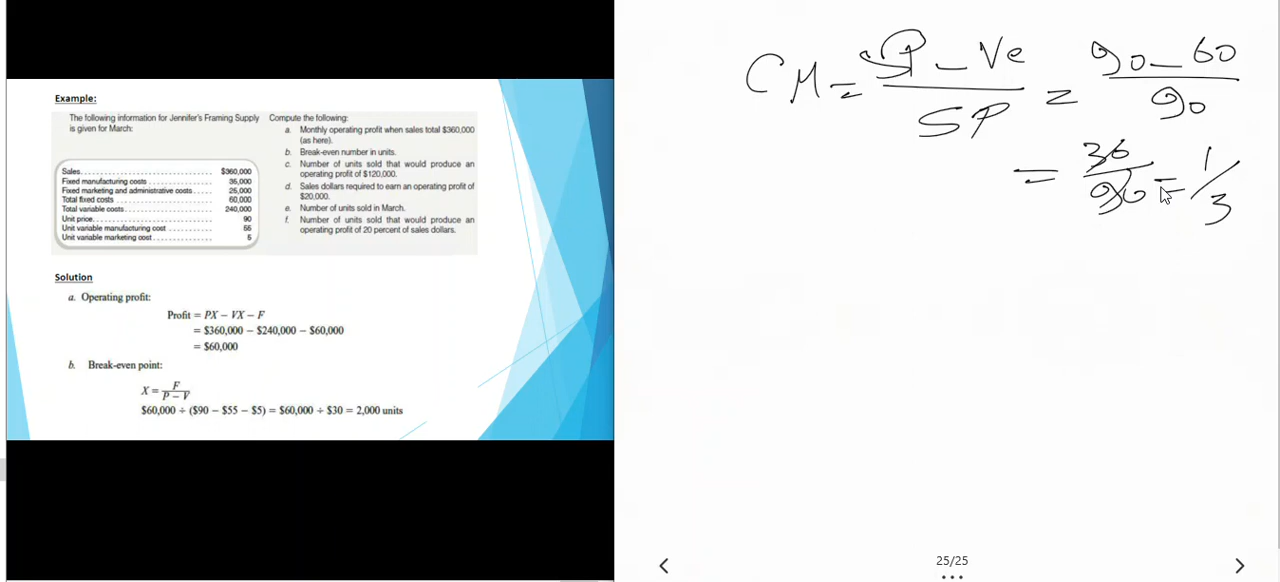 Example:
The following information for Jennifer's Framing Supply
is given for March:
Sales........................................ $360,000
Fixed manufacturing costs.................. 35,000
Fixed marketing and administrative costs..... 25,000
Total fixed costs............................ 60,000
Total variable costs......................... 240,000
Unit price................................... 90
Unit variable manufacturing cost............ 55
Unit variable marketing cost................ 5
Compute the following:
a. Monthly operating profit when sales total $360,000
(as here).
b. Break-even number in units.
c. Number of units sold that would produce an
operating profit of $120,000.
d. Sales dollars required to earn an operating profit of
$20,000.
e. Number of units sold in March.
f. Number of units sold that would produce an
operating profit of 20 percent of sales dollars.
Solution
a. Operating profit:
Profit = PX − VX − F
= $360,000 − $240,000 − $60,000
= $60,000
b. Break-even point:
X = F / P − V
$60,000 ÷ ($90 − $55 − $5) = $60,000 ÷ $30 = 2,000 units
CM = SP − Ve / SP = 90 − 60 / 90
= 30 / 90 = 1/3
25/25